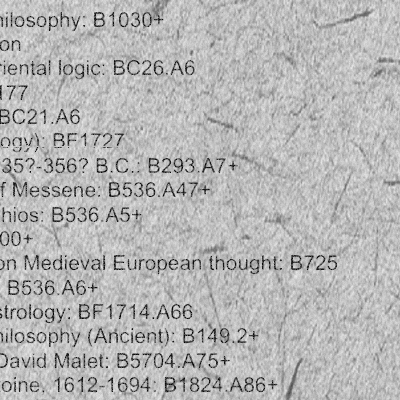 hilosophy: B1030+
on
riental logic: BC26.A6
177
BC21.A6
ogy): BF1727
35?-356? B.C.: B293.A7+
f Messene: B536.A47+
hios: B536.A5+
00+
on Medieval European thought: B725
B536.A6+
strology: BF1714.A66
hilosophy (Ancient): B149.2+
David Malet: B5704.A75+
oine, 1612-1694: B1824.A86+